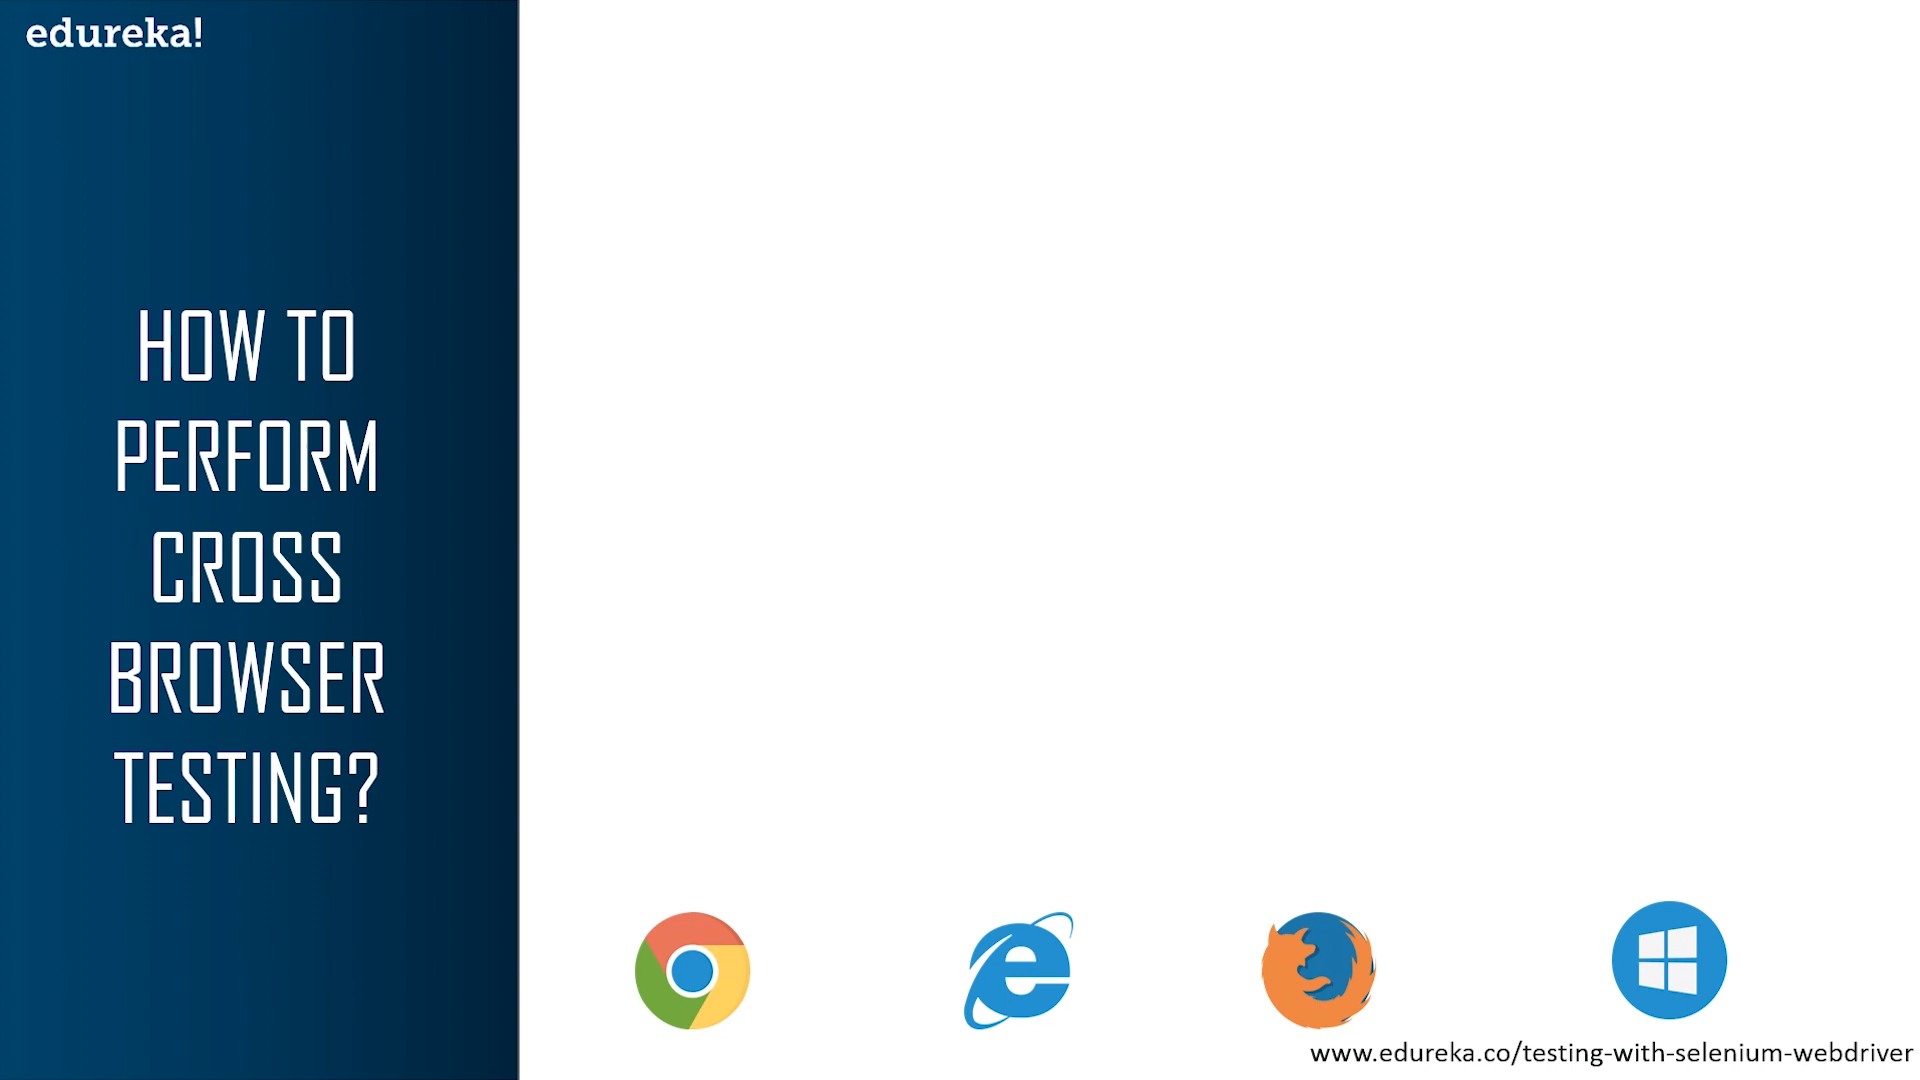 edureka!
HOW TO
PERFORM
CROSS
BROWSER
TESTING?
www.edureka.co/testing-with-selenium-webdriver